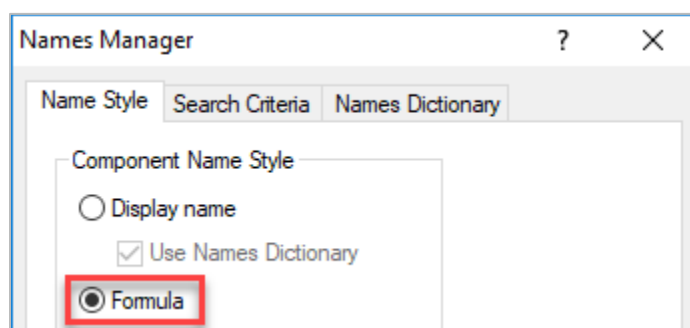 Names Manager ?
Name Style Search Criteria Names Dictionary
Component Name Style
Display name
Use Names Dictionary
Formula